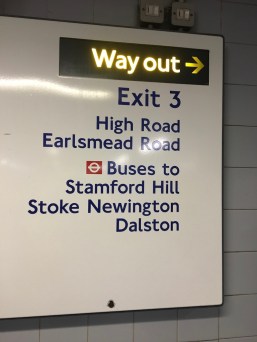 Way out →
Exit 3
High Road
Earlsmead Road
Buses to
Stamford Hill
Stoke Newington
Dalston